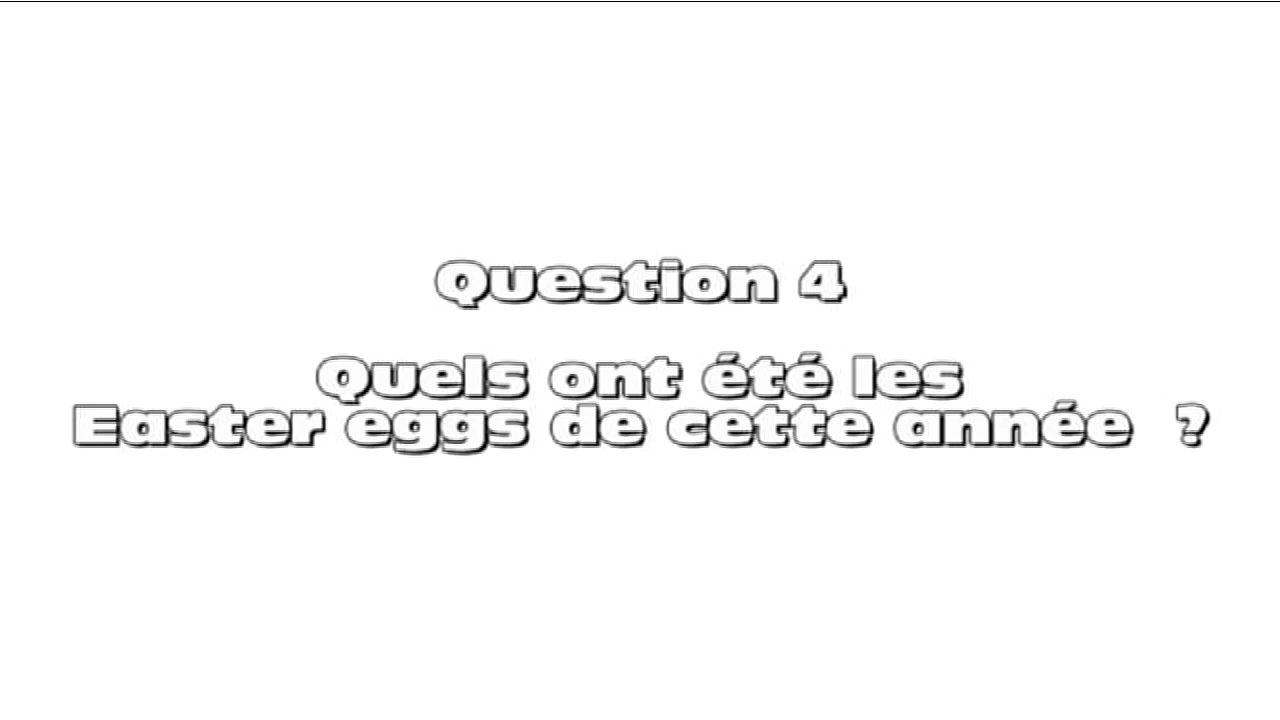 Question 4
Quels ont été les
Easter eggs de cette année ?